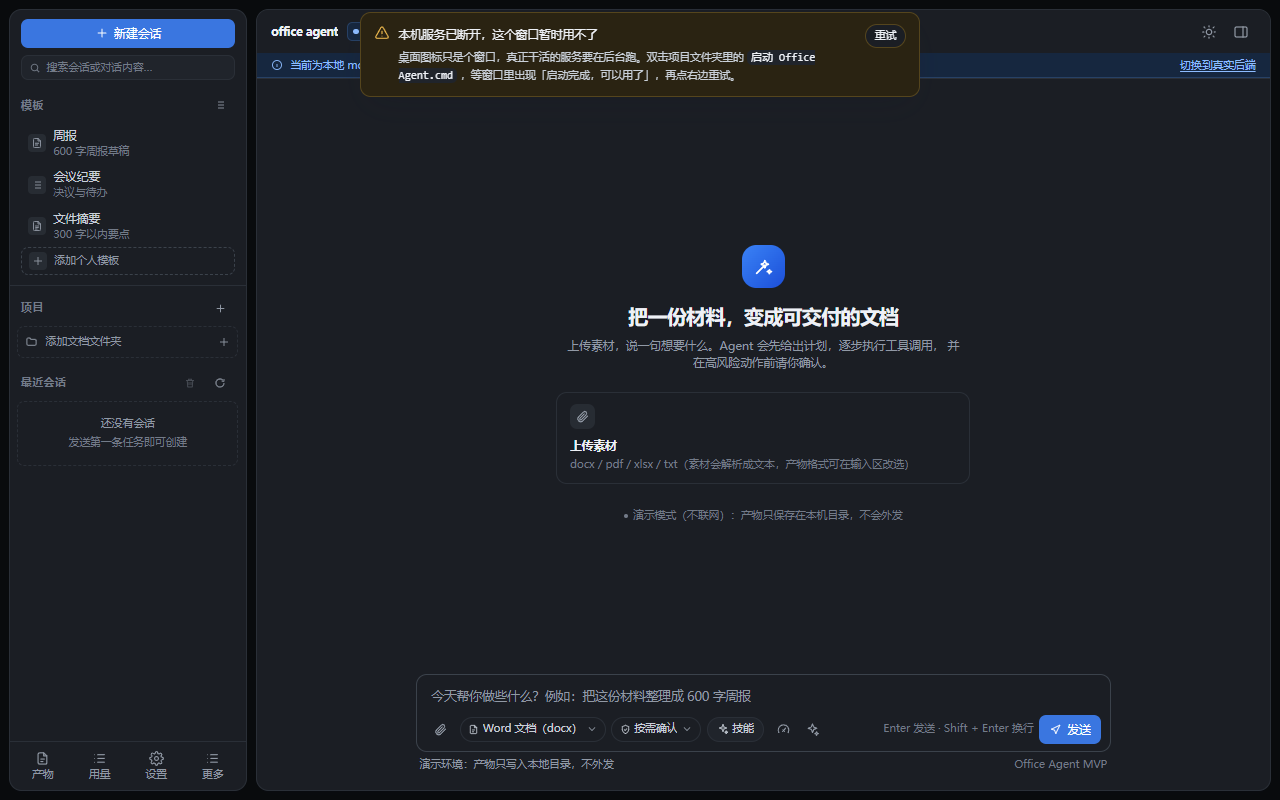 新建会话
搜索会话或对话内容...
模板
周报
600 字周报草稿
会议纪要
决议与待办
文件摘要
300 字以内要点
添加个人模板
项目
添加文档文件夹
最近会话
还没有会话
发送第一条任务即可创建
产物
用量
设置
更多
office agent
本机服务已断开，这个窗口暂时用不了
桌面图标只是个窗口，真正干活的服务要在后台跑。双击项目文件夹里的 启动 Office
Agent.cmd ，等窗口里出现「启动完成，可以用了」，再点右边重试。
重试
当前为本地
切换到真实后端
把一份材料，变成可交付的文档
上传素材，说一句想要什么。Agent 会先给出计划，逐步执行工具调用， 并
在高风险动作前请你确认。
上传素材
docx / pdf / xlsx / txt（素材会解析成文本，产物格式可在输入区改选）
演示模式（不联网）：产物只保存在本机目录，不会外发
今天帮你做些什么？例如：把这份材料整理成 600 字周报
Word 文档（docx）
按需确认
技能
Enter 发送 · Shift + Enter 换行
发送
演示环境：产物只写入本地目录，不外发
Office Agent MVP